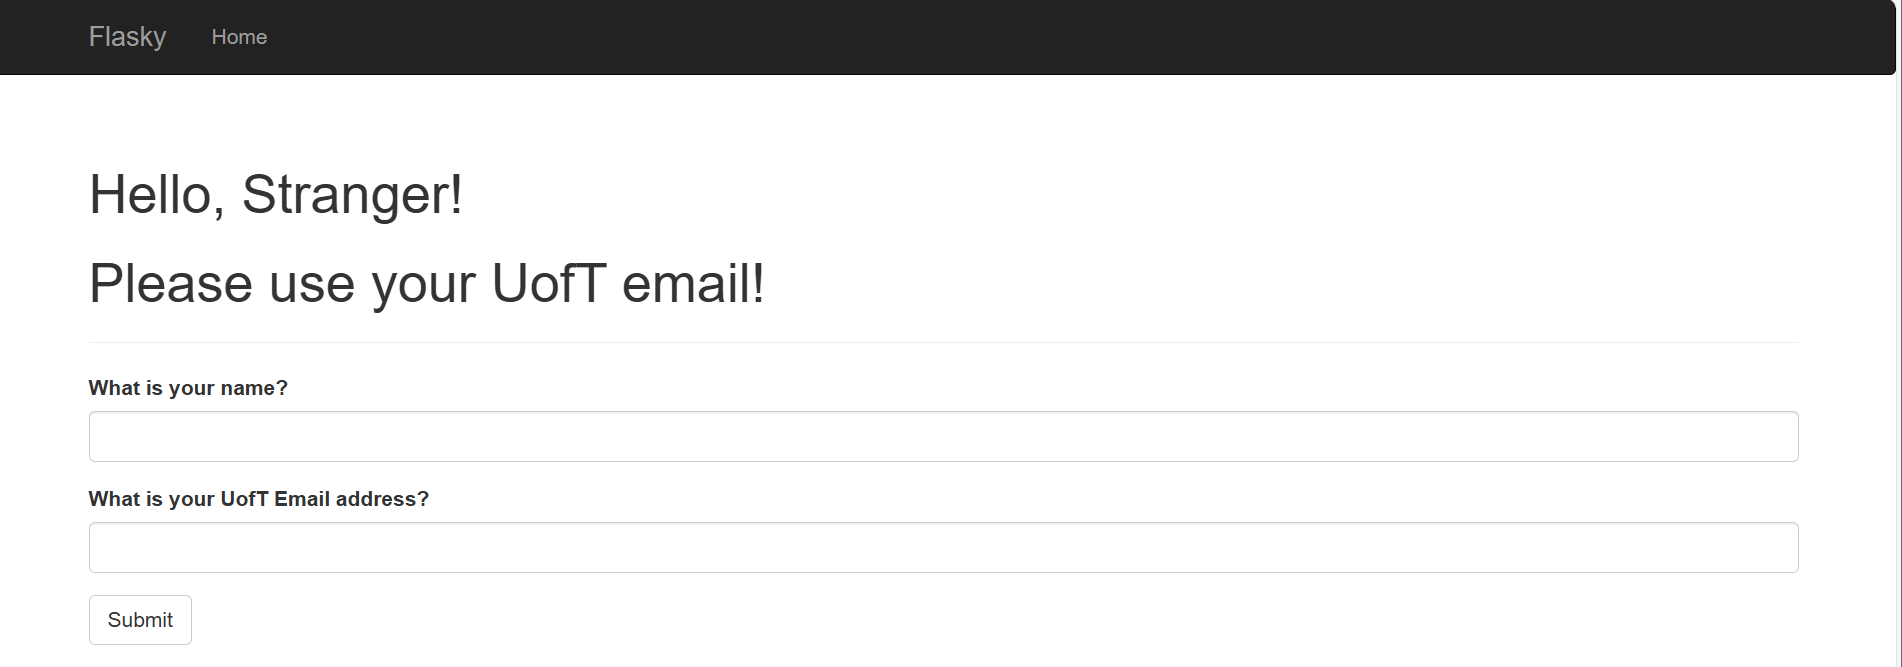 Flasky Home
Hello, Stranger!
Please use your UofT email!
What is your name?
What is your UofT Email address?
Submit